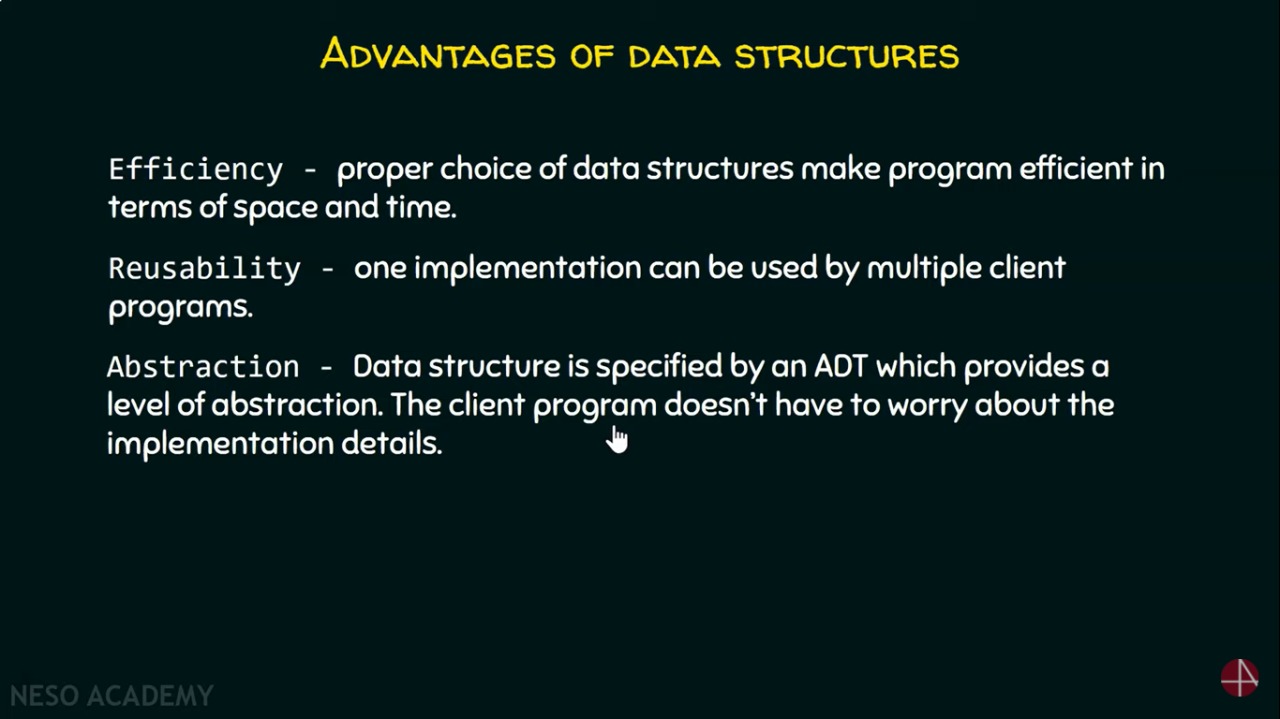 ADVANTAGES OF DATA STRUCTURES
Efficiency - proper choice of data structures make program efficient in
terms of space and time.
Reusability - one implementation can be used by multiple client
programs.
Abstraction - Data structure is specified by an ADT which provides a
level of abstraction. The client program doesn't have to worry about the
implementation details.
NESO ACADEMY